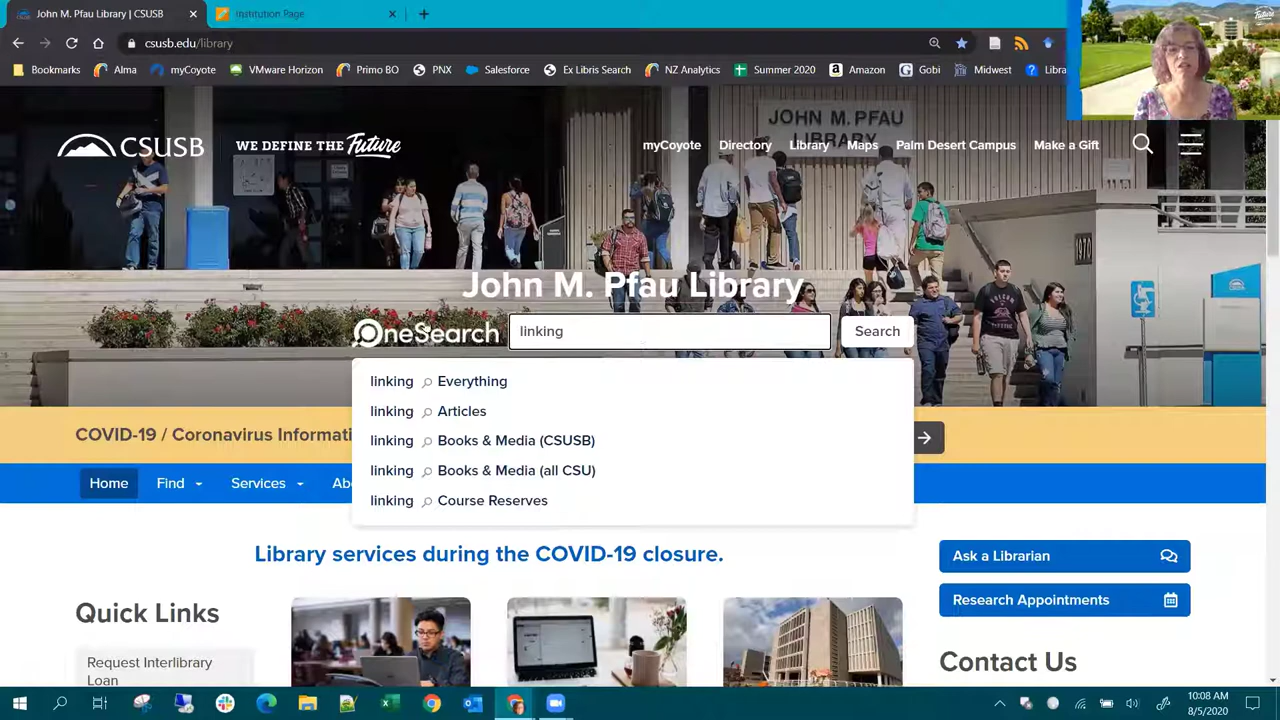 John M. Pfau Library | CSUSB
Institution Page
csusb.edu/library
Bookmarks Alma myCoyote VMware Horizon Primo BO PNX Salesforce Ex Libris Search NZ Analytics Summer 2020 Amazon Gobi Midwest Libra
JOHN M. PFAU
LIBRARY
CSUSB WE DEFINE THE Future
myCoyote Directory Library Maps Palm Desert Campus Make a Gift
1970
John M. Pfau Library
OneSearch linking Search
linking Everything
linking Articles
linking Books & Media (CSUSB)
linking Books & Media (all CSU)
linking Course Reserves
COVID-19 / Coronavirus Informati
Home Find Services Ab
Library services during the COVID-19 closure.
Ask a Librarian
Research Appointments
Quick Links
Request Interlibrary
Loan
Contact Us
10:08 AM
8/5/2020